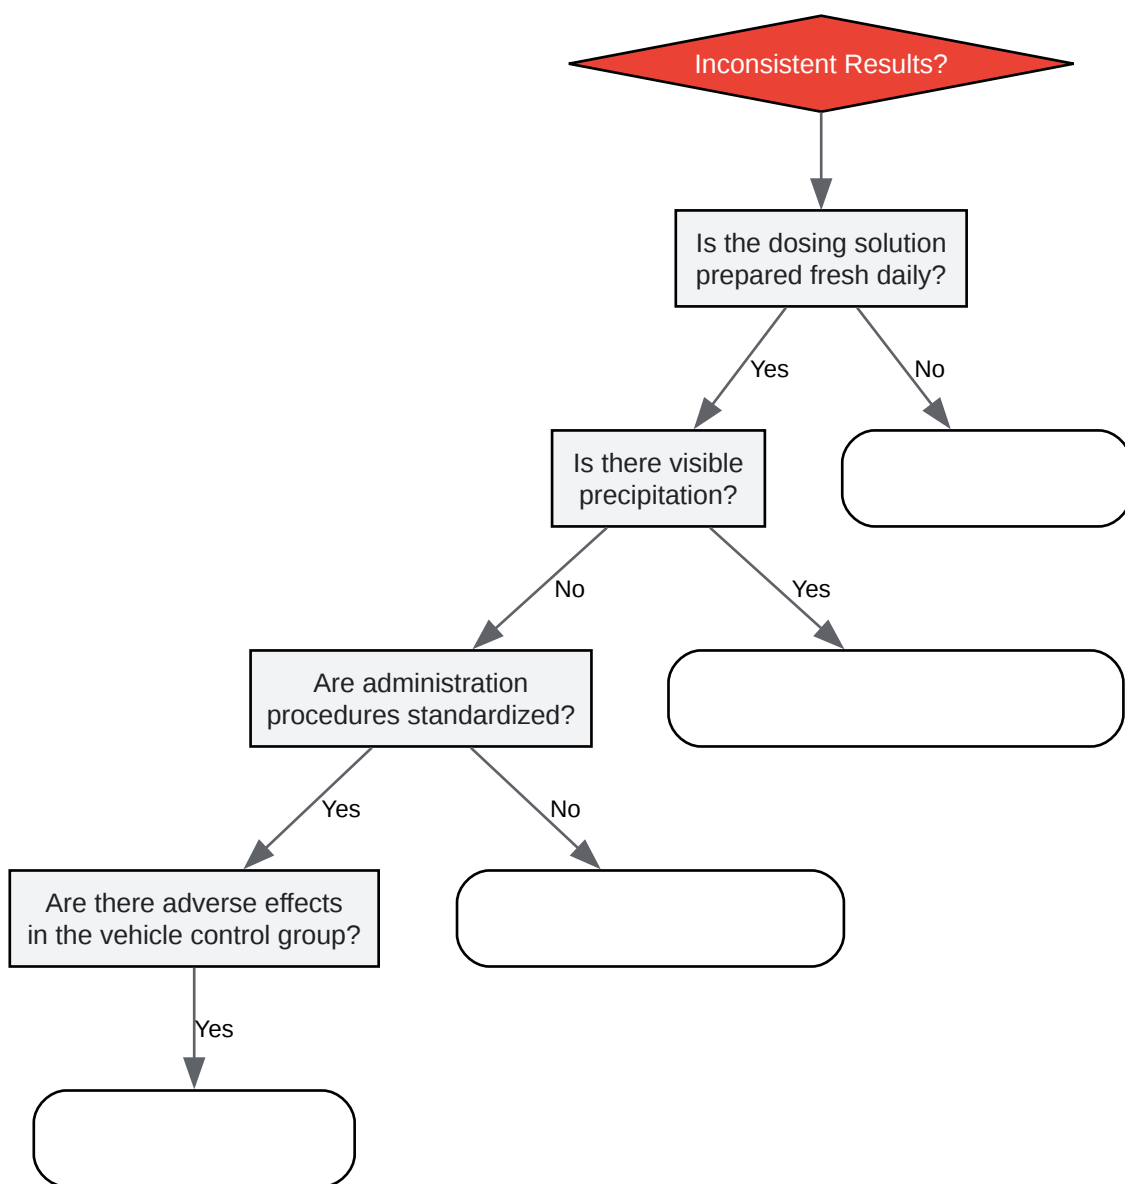 Inconsistent Results?
Is the dosing solution
prepared fresh daily?
Yes
No
Is there visible
precipitation?
No
Yes
Are administration
procedures standardized?
Yes
No
Are there adverse effects
in the vehicle control group?
Yes